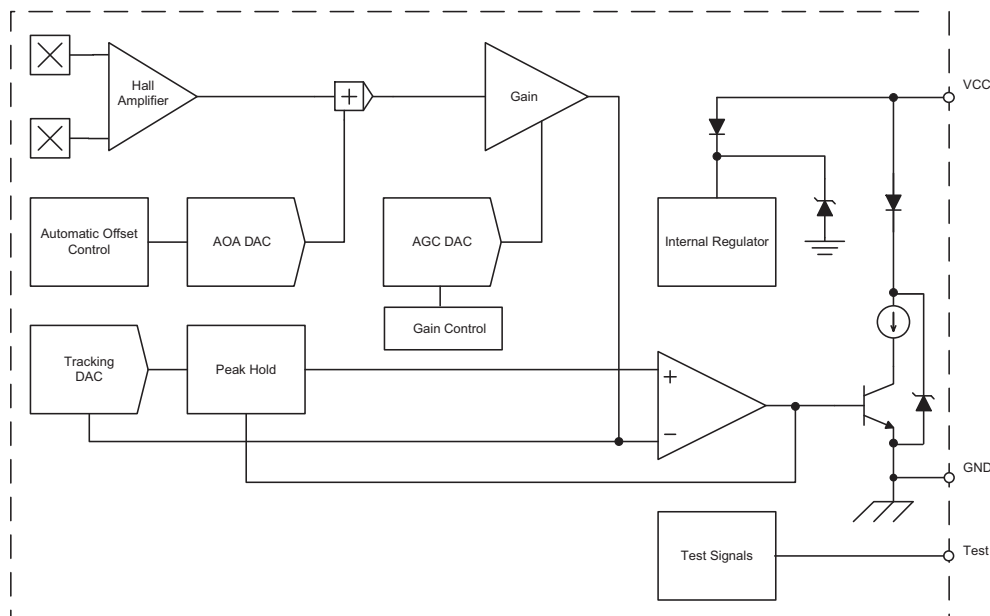 Hall
Amplifier
+
Gain
VCC
Automatic Offset
Control
AOA DAC
AGC DAC
Internal Regulator
Gain Control
Tracking
DAC
Peak Hold
+
−
GND
Test Signals
Test